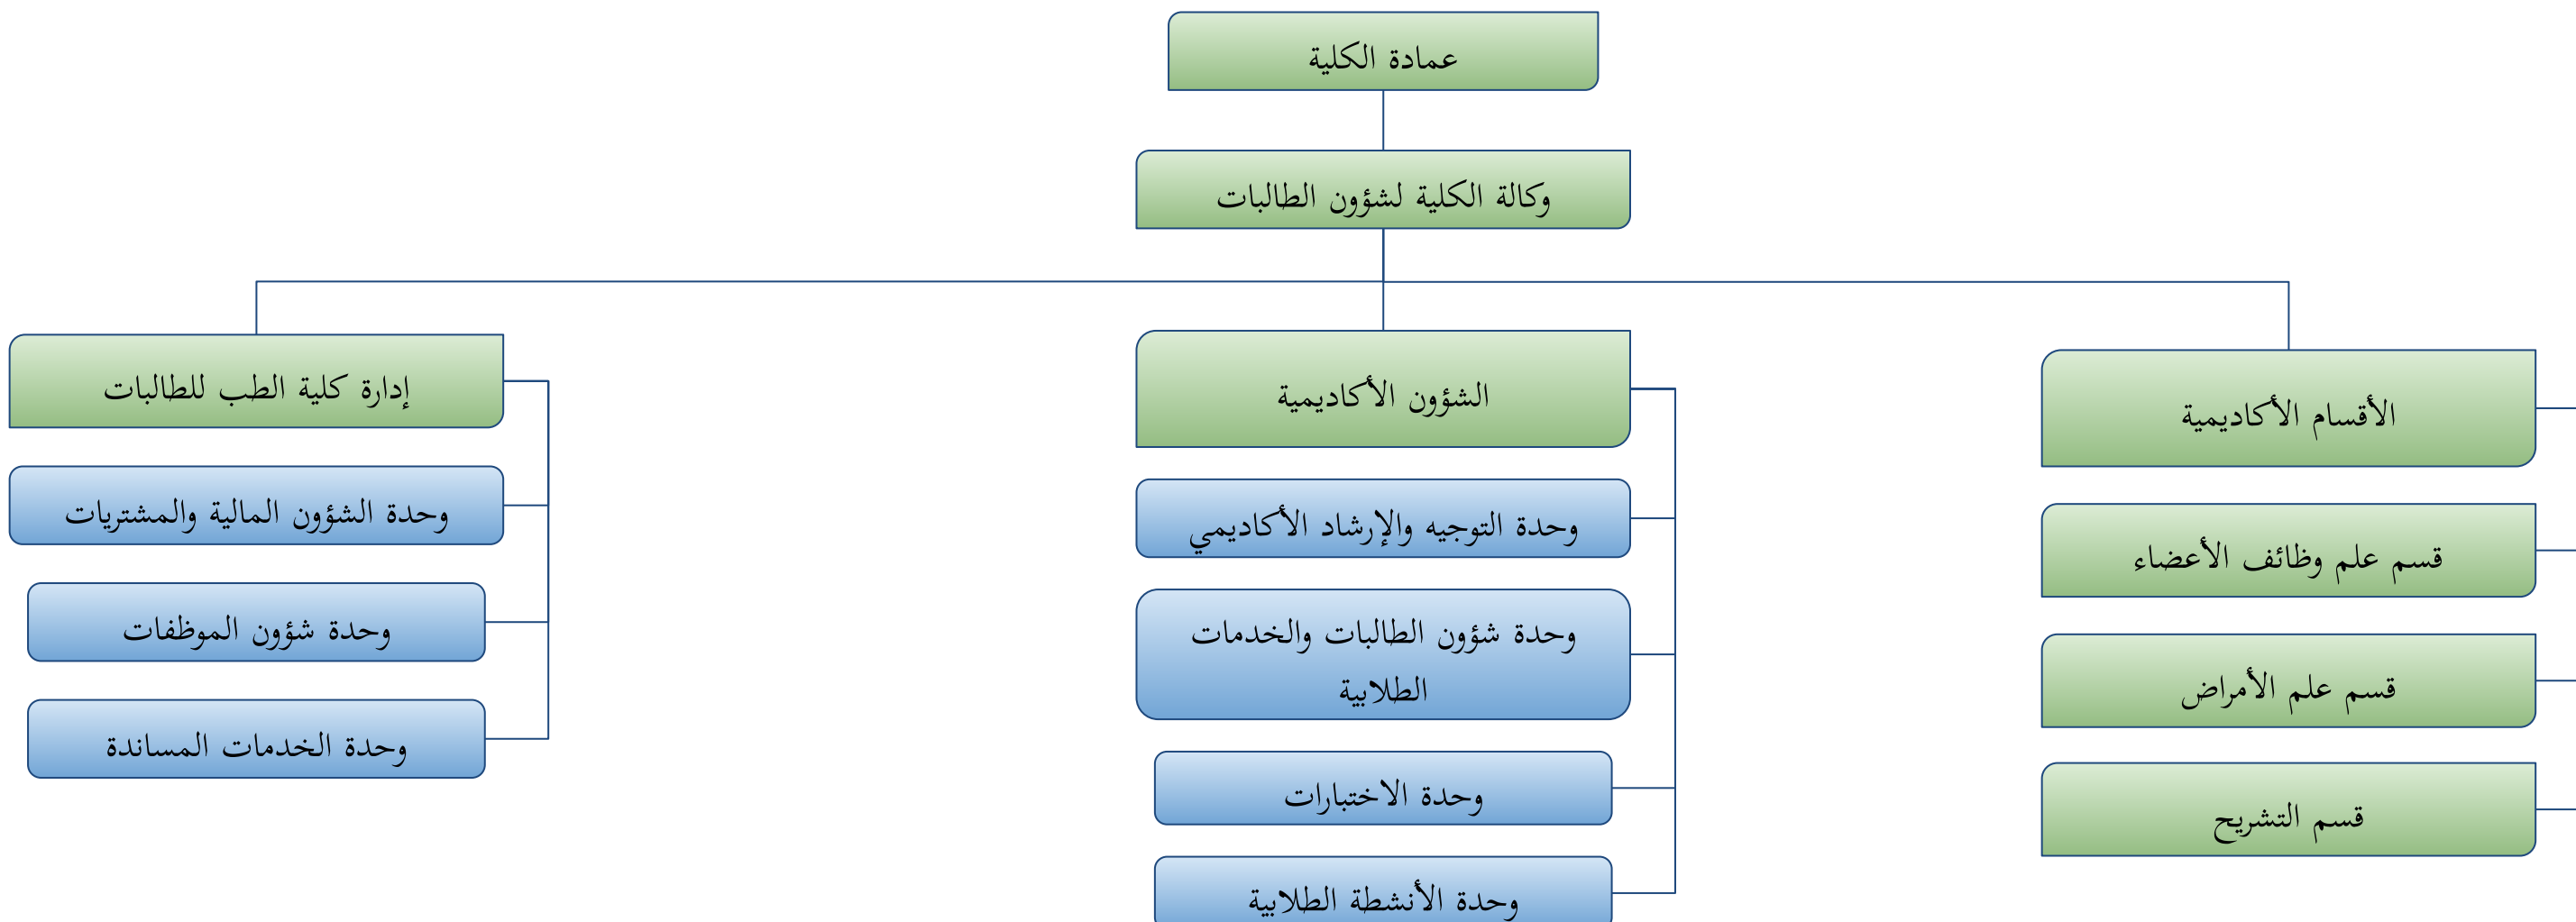 عمادة الكلية
وكالة الكلية لشؤون الطالبات
الأقسام الأكاديمية
قسم علم وظائف الأعضاء
قسم علم الأمراض
قسم التشريح
الشؤون الأكاديمية
وحدة التوجيه والإرشاد الأكاديمي
وحدة شؤون الطالبات والخدمات
الطلابية
وحدة الاختبارات
وحدة الأنشطة الطلابية
إدارة كلية الطب للطالبات
وحدة الشؤون المالية والمشتريات
وحدة شؤون الموظفات
وحدة الخدمات المساندة